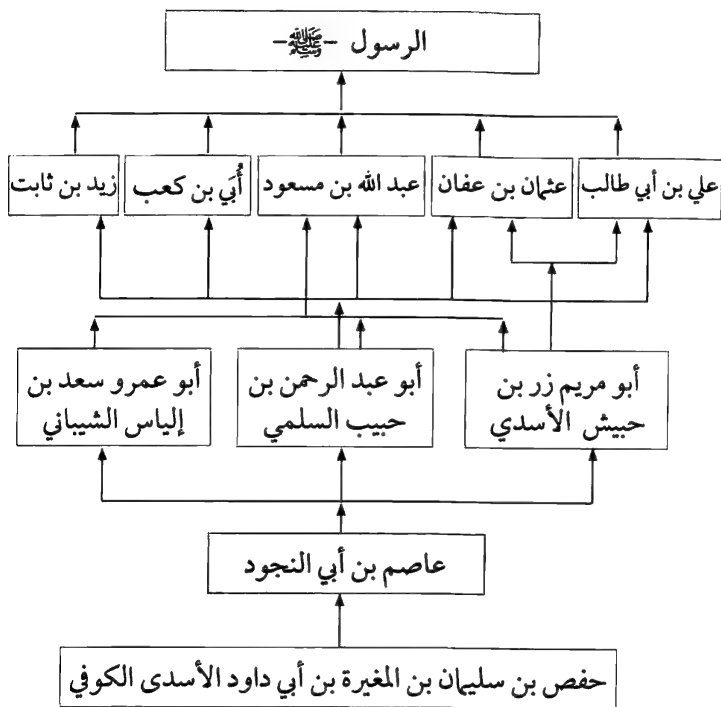 الرسول -ﷺ-
علي بن أبي طالب
عثمان بن عفان
عبد الله بن مسعود
أُبَي بن كعب
زيد بن ثابت
أبو مريم زر بن
حبيش الأسدي
أبو عبد الرحمن بن
حبيب السلمي
أبو عمرو سعد بن
إلياس الشيباني
عاصم بن أبي النجود
حفص بن سليمان بن المغيرة بن أبي داود الأسدى الكوفي